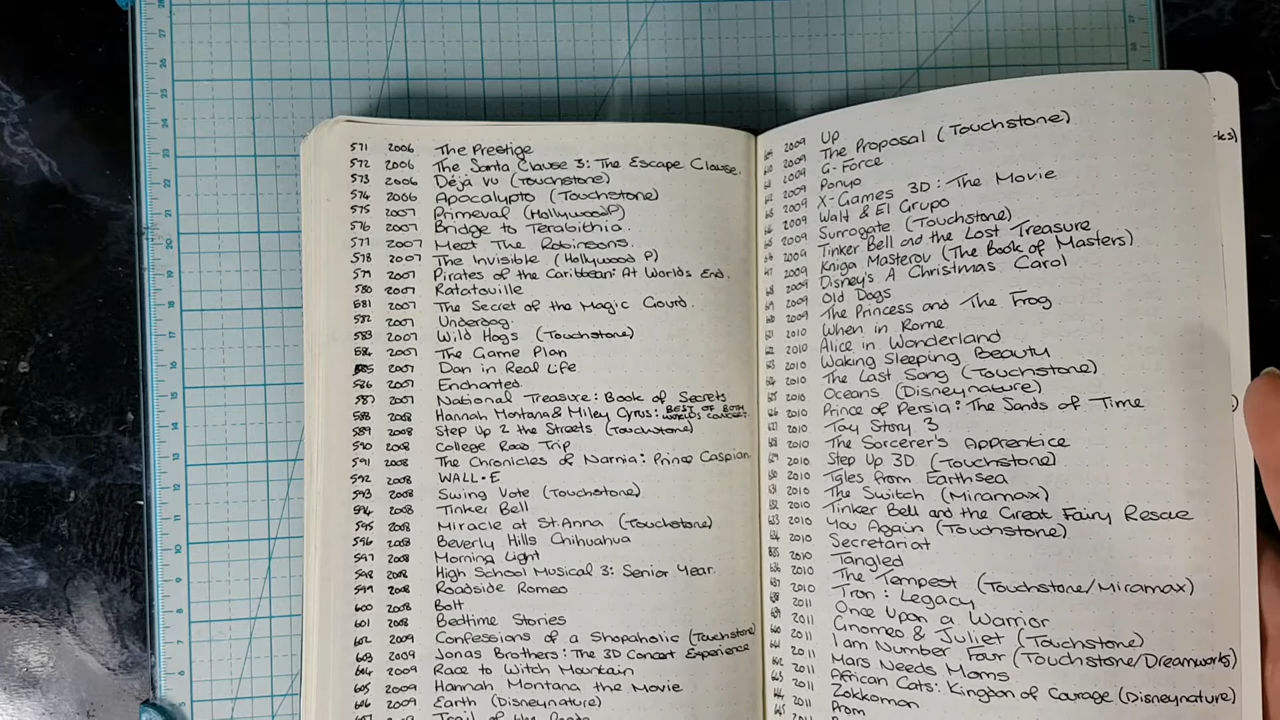 571 2006 The Prestige
572 2006 The Santa Clause 3: The Escape Clause.
573 2006 Déjà Vu (Touchstone)
574 2006 Apocalypto (Touchstone)
575 2007 Primeval (Hollywood P)
576 2007 Bridge to Terabithia.
577 2007 Meet The Robinsons.
578 2007 The Invisible (Hollywood P)
579 2007 Pirates of the Caribbean: At Worlds End.
580 2007 Ratatouille
581 2007 The Secret of the Magic Gourd.
582 2007 Underdog.
583 2007 Wild Hogs (Touchstone)
584 2007 The Game Plan
585 2007 Dan in Real Life
586 2007 Enchanted.
587 2007 National Treasure: Book of Secrets
588 2008 Hannah Montana & Miley Cyrus: BEST OF BOTH WORLDS CONCERT.
589 2008 Step Up 2 the Streets (Touchstone)
590 2008 College Road Trip
591 2008 The Chronicles of Narnia: Prince Caspian
592 2008 WALL•E
593 2008 Swing Vote (Touchstone)
594 2008 Tinker Bell
595 2008 Miracle at St. Anna (Touchstone)
596 2008 Beverly Hills Chihuahua
597 2008 Morning Light
598 2008 High School Musical 3: Senior Year.
599 2008 Roadside Romeo
600 2008 Bolt
601 2008 Bedtime Stories
602 2009 Confessions of a Shopaholic (Touchstone)
603 2009 Jonas Brothers: The 3D Concert Experience
604 2009 Race to Witch Mountain
605 2009 Hannah Montana the Movie
606 2009 Earth (Disneynature)
2009 Up
2009 The Proposal (Touchstone)
2009 G-Force
2009 Ponyo
2009 X-Games 3D: The Movie
2009 Walt & El Grupo
2009 Surrogate (Touchstone)
2009 Tinker Bell and the Lost Treasure
2009 Kniga Masterov (The Book of Masters)
2009 Disney's A Christmas Carol
2009 Old Dogs
2009 The Princess and The Frog
2010 When in Rome
2010 Alice in Wonderland
2010 Waking Sleeping Beauty
2010 The Last Song (Touchstone)
2010 Oceans (Disneynature)
2010 Prince of Persia: The Sands of Time
2010 Toy Story 3
2010 The Sorcerer's Apprentice
2010 Step Up 3D (Touchstone)
2010 Tales from Earthsea
2010 The Switch (Miramax)
2010 Tinker Bell and the Great Fairy Rescue
2010 You Again (Touchstone)
2010 Secretariat
2010 Tangled
2010 The Tempest (Touchstone/Miramax)
2010 Tron: Legacy
2011 Once Upon a Warrior
2011 Gnomeo & Juliet (Touchstone)
2011 I am Number Four (Touchstone/Dreamworks)
2011 Mars Needs Moms
2011 African Cats: Kingdon of Courage (Disneynature)
2011 Zokkomon
Prom